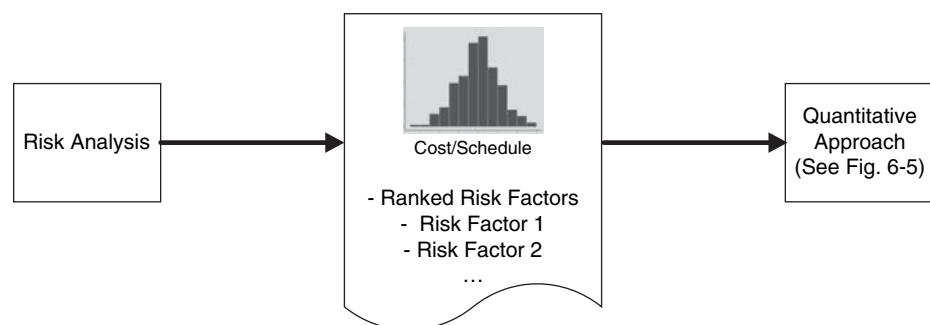 Risk Analysis
Cost/Schedule
- Ranked Risk Factors
- Risk Factor 1
- Risk Factor 2
...
Quantitative
Approach
(See Fig. 6-5)